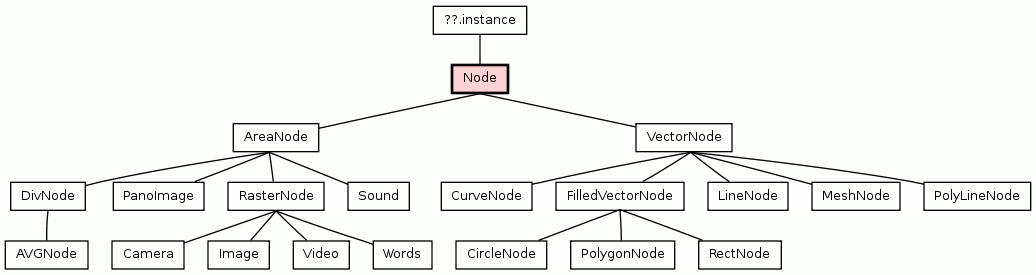 ??.instance
Node
AreaNode VectorNode
DivNode PanoImage RasterNode Sound CurveNode FilledVectorNode LineNode MeshNode PolyLineNode
AVGNode Camera Image Video Words CircleNode PolygonNode RectNode